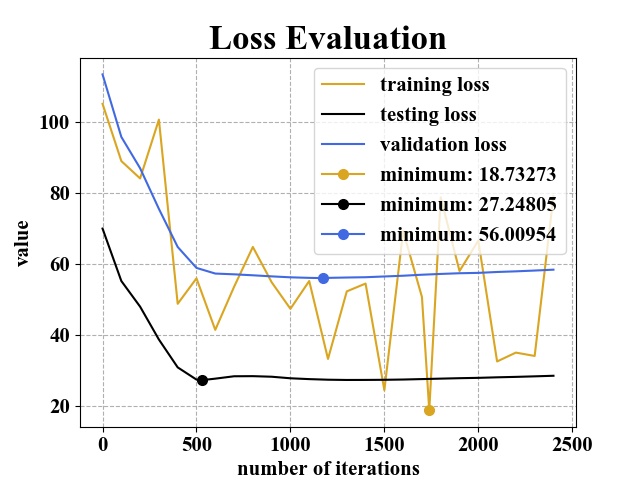 Loss Evaluation
training loss
testing loss
validation loss
minimum: 18.73273
minimum: 27.24805
minimum: 56.00954
value
100
80
60
40
20
0 500 1000 1500 2000 2500
number of iterations